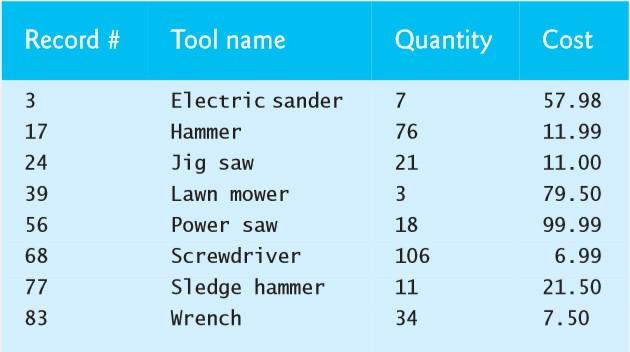 Record # Tool name Quantity Cost
3 Electric sander 7 57.98
17 Hammer 76 11.99
24 Jig saw 21 11.00
39 Lawn mower 3 79.50
56 Power saw 18 99.99
68 Screwdriver 106 6.99
77 Sledge hammer 11 21.50
83 Wrench 34 7.50